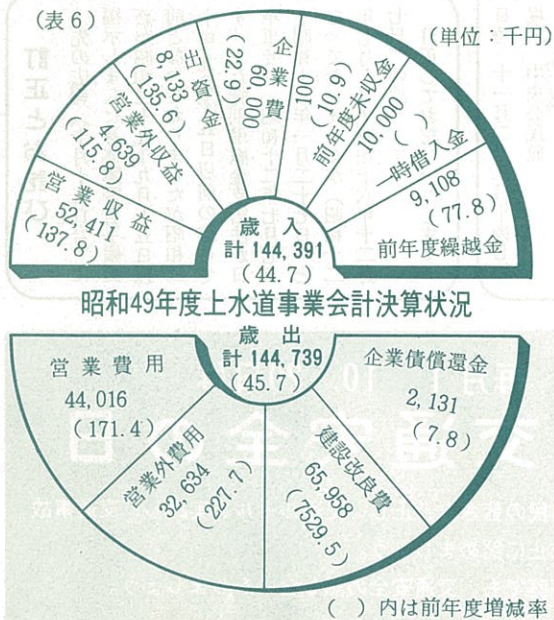 (表6)
(単位：千円)
営業収益
52,411
(137.8)
営業外収益
4,639
(115.8)
出資金
8,133
(135.6)
企業費
60,000
(22.9)
前年度未収金
100
(10.9)
一時借入金
10,000
( )
9,108
(77.8)
前年度繰越金
歳入
計 144,391
(44.7)
昭和49年度上水道事業会計決算状況
歳出
計 144,739
(45.7)
営業費用
44,016
(171.4)
営業外費用
32,634
(227.7)
建設改良費
65,958
(7529.5)
企業債償還金
2,131
(7.8)
( ) 内は前年度増減率